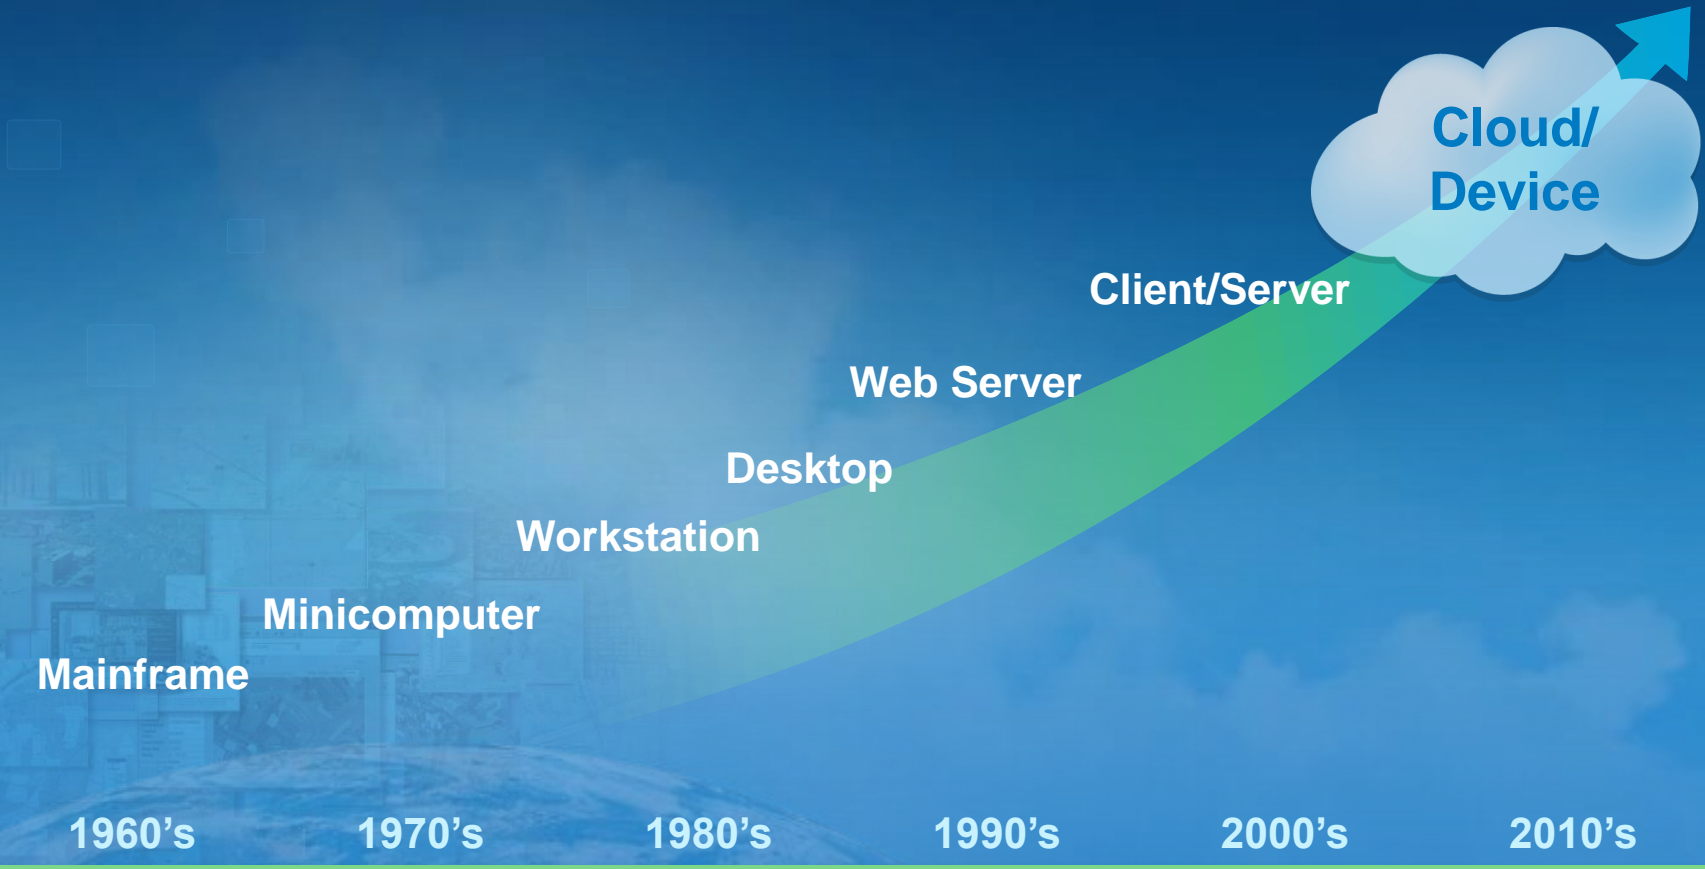 Cloud/
Device
Client/Server
Web Server
Desktop
Workstation
Minicomputer
Mainframe
1960’s 1970’s 1980’s 1990’s 2000’s 2010’s